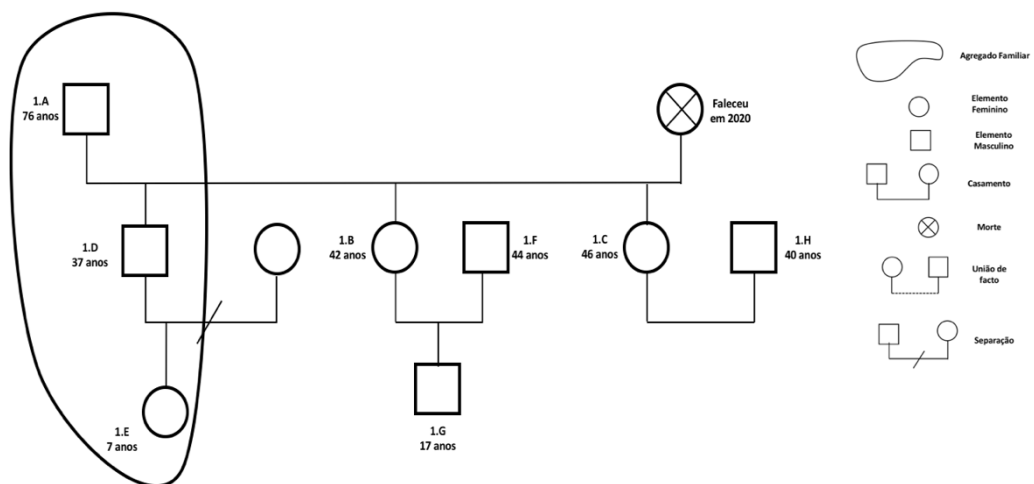 1.A
76 anos
Faleceu
em 2020
1.D
37 anos
1.B
42 anos
1.F
44 anos
1.C
46 anos
1.H
40 anos
1.E
7 anos
1.G
17 anos
Agregado Familiar
Elemento
Feminino
Elemento
Masculino
Casamento
Morte
União de
facto
Separação